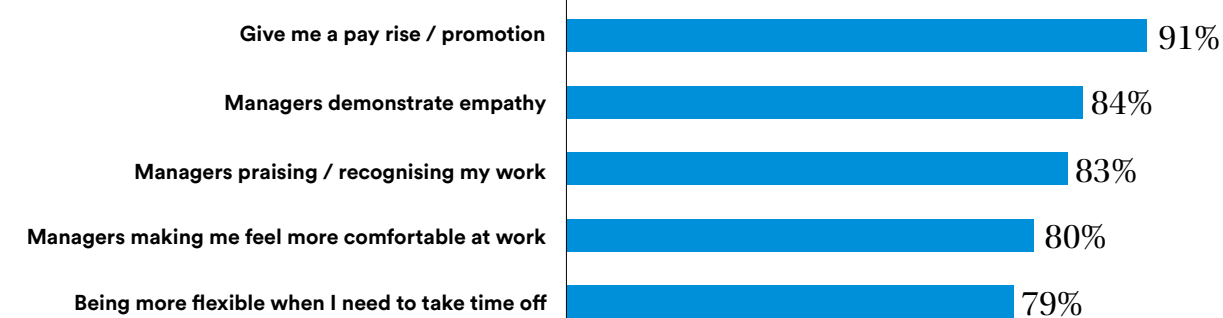 Give me a pay rise / promotion 91%
Managers demonstrate empathy 84%
Managers praising / recognising my work 83%
Managers making me feel more comfortable at work 80%
Being more flexible when I need to take time off 79%